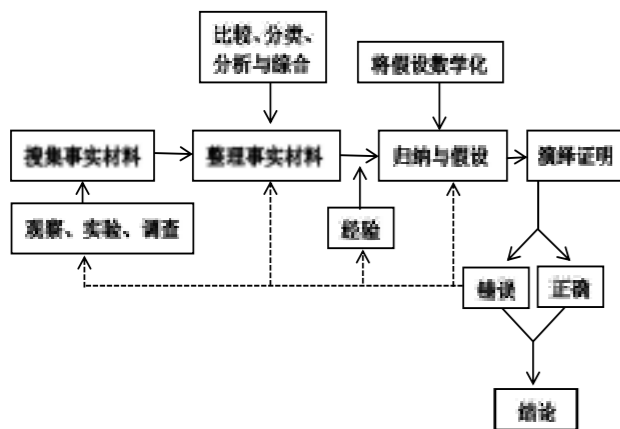 比较、分类、
分析与综合
将假设数学化
搜集事实材料
整理事实材料
归纳与假设
演绎证明
观察、实验、调查
经验
错误
正确
结论